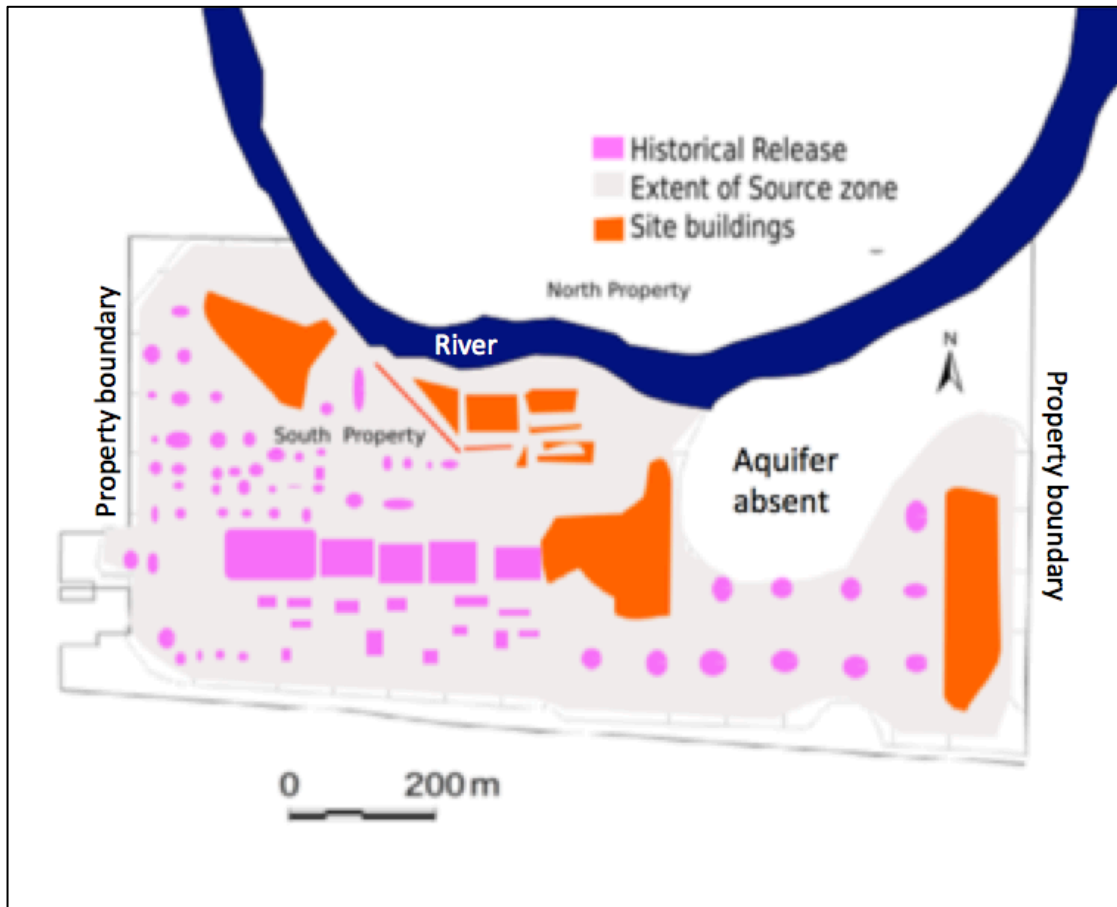 Historical Release
Extent of Source zone
Site buildings
North Property
N
River
Property boundary
Property boundary
South Property
Aquifer
absent
0 200 m